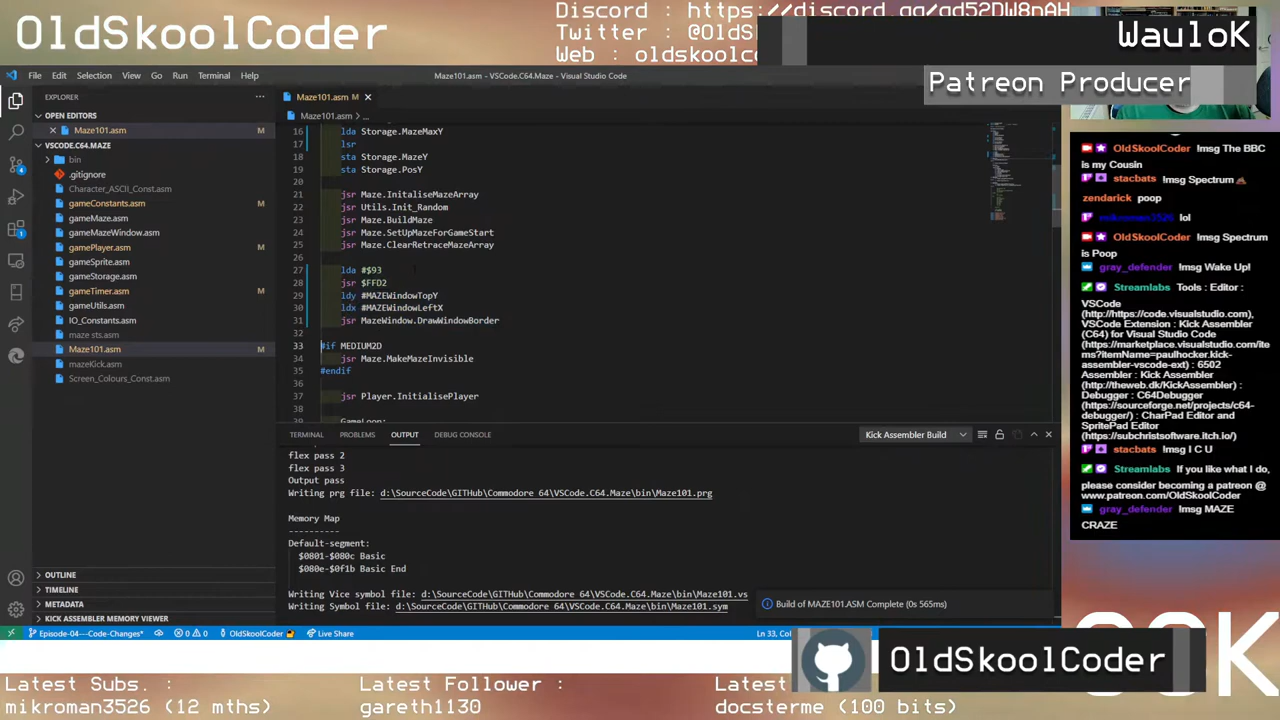 OldSkoolCoder
Discord : https://discord.gg/gd52DW8nAH
Twitter : @OldS
Web : oldskoolc
WauloK
Patreon Producer
File Edit Selection View Go Run Terminal Help
Maze101.asm - VSCode.C64.Maze - Visual Studio Code
EXPLORER
OPEN EDITORS
Maze101.asm M
VSCODE.C64.MAZE
bin
.gitignore
Character_ASCII_Const.asm
gameConstants.asm M
gameMaze.asm
gameMazeWindow.asm
gamePlayer.asm M
gameSprite.asm
gameStorage.asm
gameTimer.asm M
gameUtils.asm
IO_Constants.asm
maze sts.asm
Maze101.asm M
mazeKick.asm
Screen_Colours_Const.asm
OUTLINE
TIMELINE
METADATA
KICK ASSEMBLER MEMORY VIEWER
Maze101.asm M
Maze101.asm > ...
16 lda Storage.MazeMaxY
17 lsr
18 sta Storage.MazeY
19 sta Storage.PosY
20
21 jsr Maze.InitaliseMazeArray
22 jsr Utils.Init_Random
23 jsr Maze.BuildMaze
24 jsr Maze.SetUpMazeForGameStart
25 jsr Maze.ClearRetraceMazeArray
26
27 lda #$93
28 jsr $FFD2
29 ldy #MAZEWindowTopY
30 ldx #MAZEWindowLeftX
31 jsr MazeWindow.DrawWindowBorder
32
33 #if MEDIUM2D
34 jsr Maze.MakeMazeInvisible
35 #endif
36
37 jsr Player.InitialisePlayer
38
39 GameLoop:
TERMINAL PROBLEMS OUTPUT DEBUG CONSOLE
Kick Assembler Build
flex pass 2
flex pass 3
Output pass
Writing prg file: d:\SourceCode\GITHub\Commodore 64\VSCode.C64.Maze\bin\Maze101.prg
Memory Map
----------
Default-segment:
$0801-$080c Basic
$080e-$0f1b Basic End
Writing Vice symbol file: d:\SourceCode\GITHub\Commodore 64\VSCode.C64.Maze\bin\Maze101.vs
Writing Symbol file: d:\SourceCode\GITHub\Commodore 64\VSCode.C64.Maze\bin\Maze101.sym
Build of MAZE101.ASM Complete (0s 565ms)
Episode-04---Code-Changes* 0 0 OldSkoolCoder Live Share
Ln 33, Co
OldSkoolCoder !msg The BBC
is my Cousin
stacbats !msg Spectrum
zendarick poop
mikroman3526 lol
OldSkoolCoder !msg Spectrum
is Poop
gray_defender !msg Wake Up!
Streamlabs Tools : Editor :
VSCode
(http://https://code.visualstudio.com),
VSCode Extension : Kick Assembler
(C64) for Visual Studio Code
(https://marketplace.visualstudio.com/ite
ms?itemName=paulhocker.kick-
assembler-vscode-ext) : 6502
Assembler : Kick Assembler
(http://theweb.dk/KickAssembler) :
Debugger : C64Debugger
(https://sourceforge.net/projects/c64-
debugger/) : CharPad Editor and
SpritePad Editor
(https://subchristsoftware.itch.io/)
stacbats !msg I C U
Streamlabs If you like what I do,
please consider becoming a patreon @
www.patreon.com/OldSkoolCoder
gray_defender !msg MAZE
CRAZE
OldSkoolCoder
K
Latest Subs. :
mikroman3526 (12 mths)
Latest Follower :
gareth1130
Latest
docsterme (100 bits)